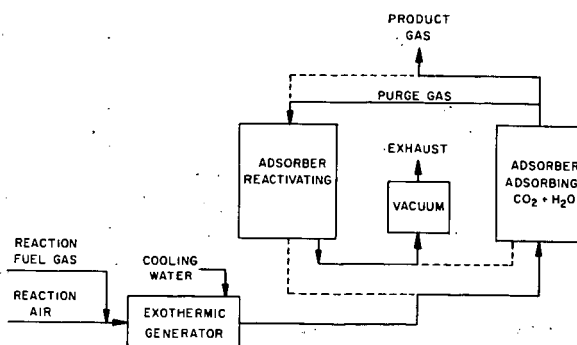 PRODUCT
GAS
PURGE GAS
ADSORBER
REACTIVATING
EXHAUST
VACUUM
ADSORBER
ADSORBING
CO₂ + H₂O
REACTION
FUEL GAS
COOLING
WATER
REACTION
AIR
EXOTHERMIC
GENERATOR